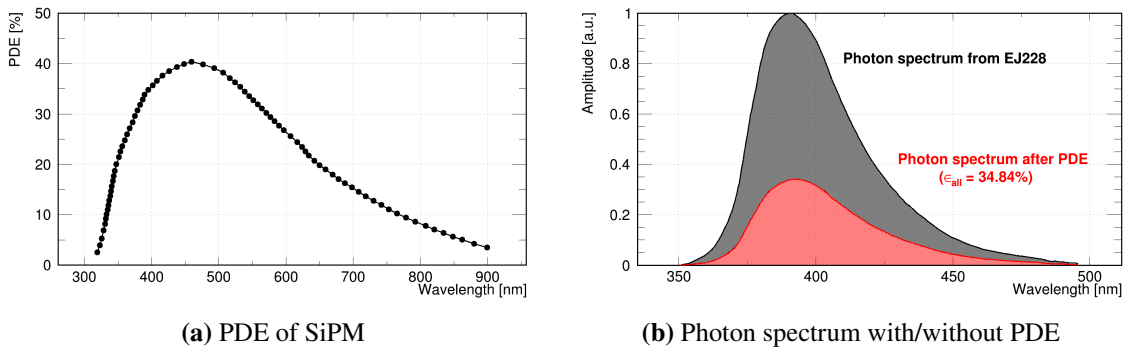 PDE [%]
50
40
30
20
10
0
300 400 500 600 700 800 900
Wavelength [nm]
(a) PDE of SiPM
Amplitude [a.u.]
1
0.8
0.6
0.4
0.2
0
Photon spectrum from EJ228
Photon spectrum after PDE
(ϵall = 34.84%)
350 400 450 500
Wavelength [nm]
(b) Photon spectrum with/without PDE